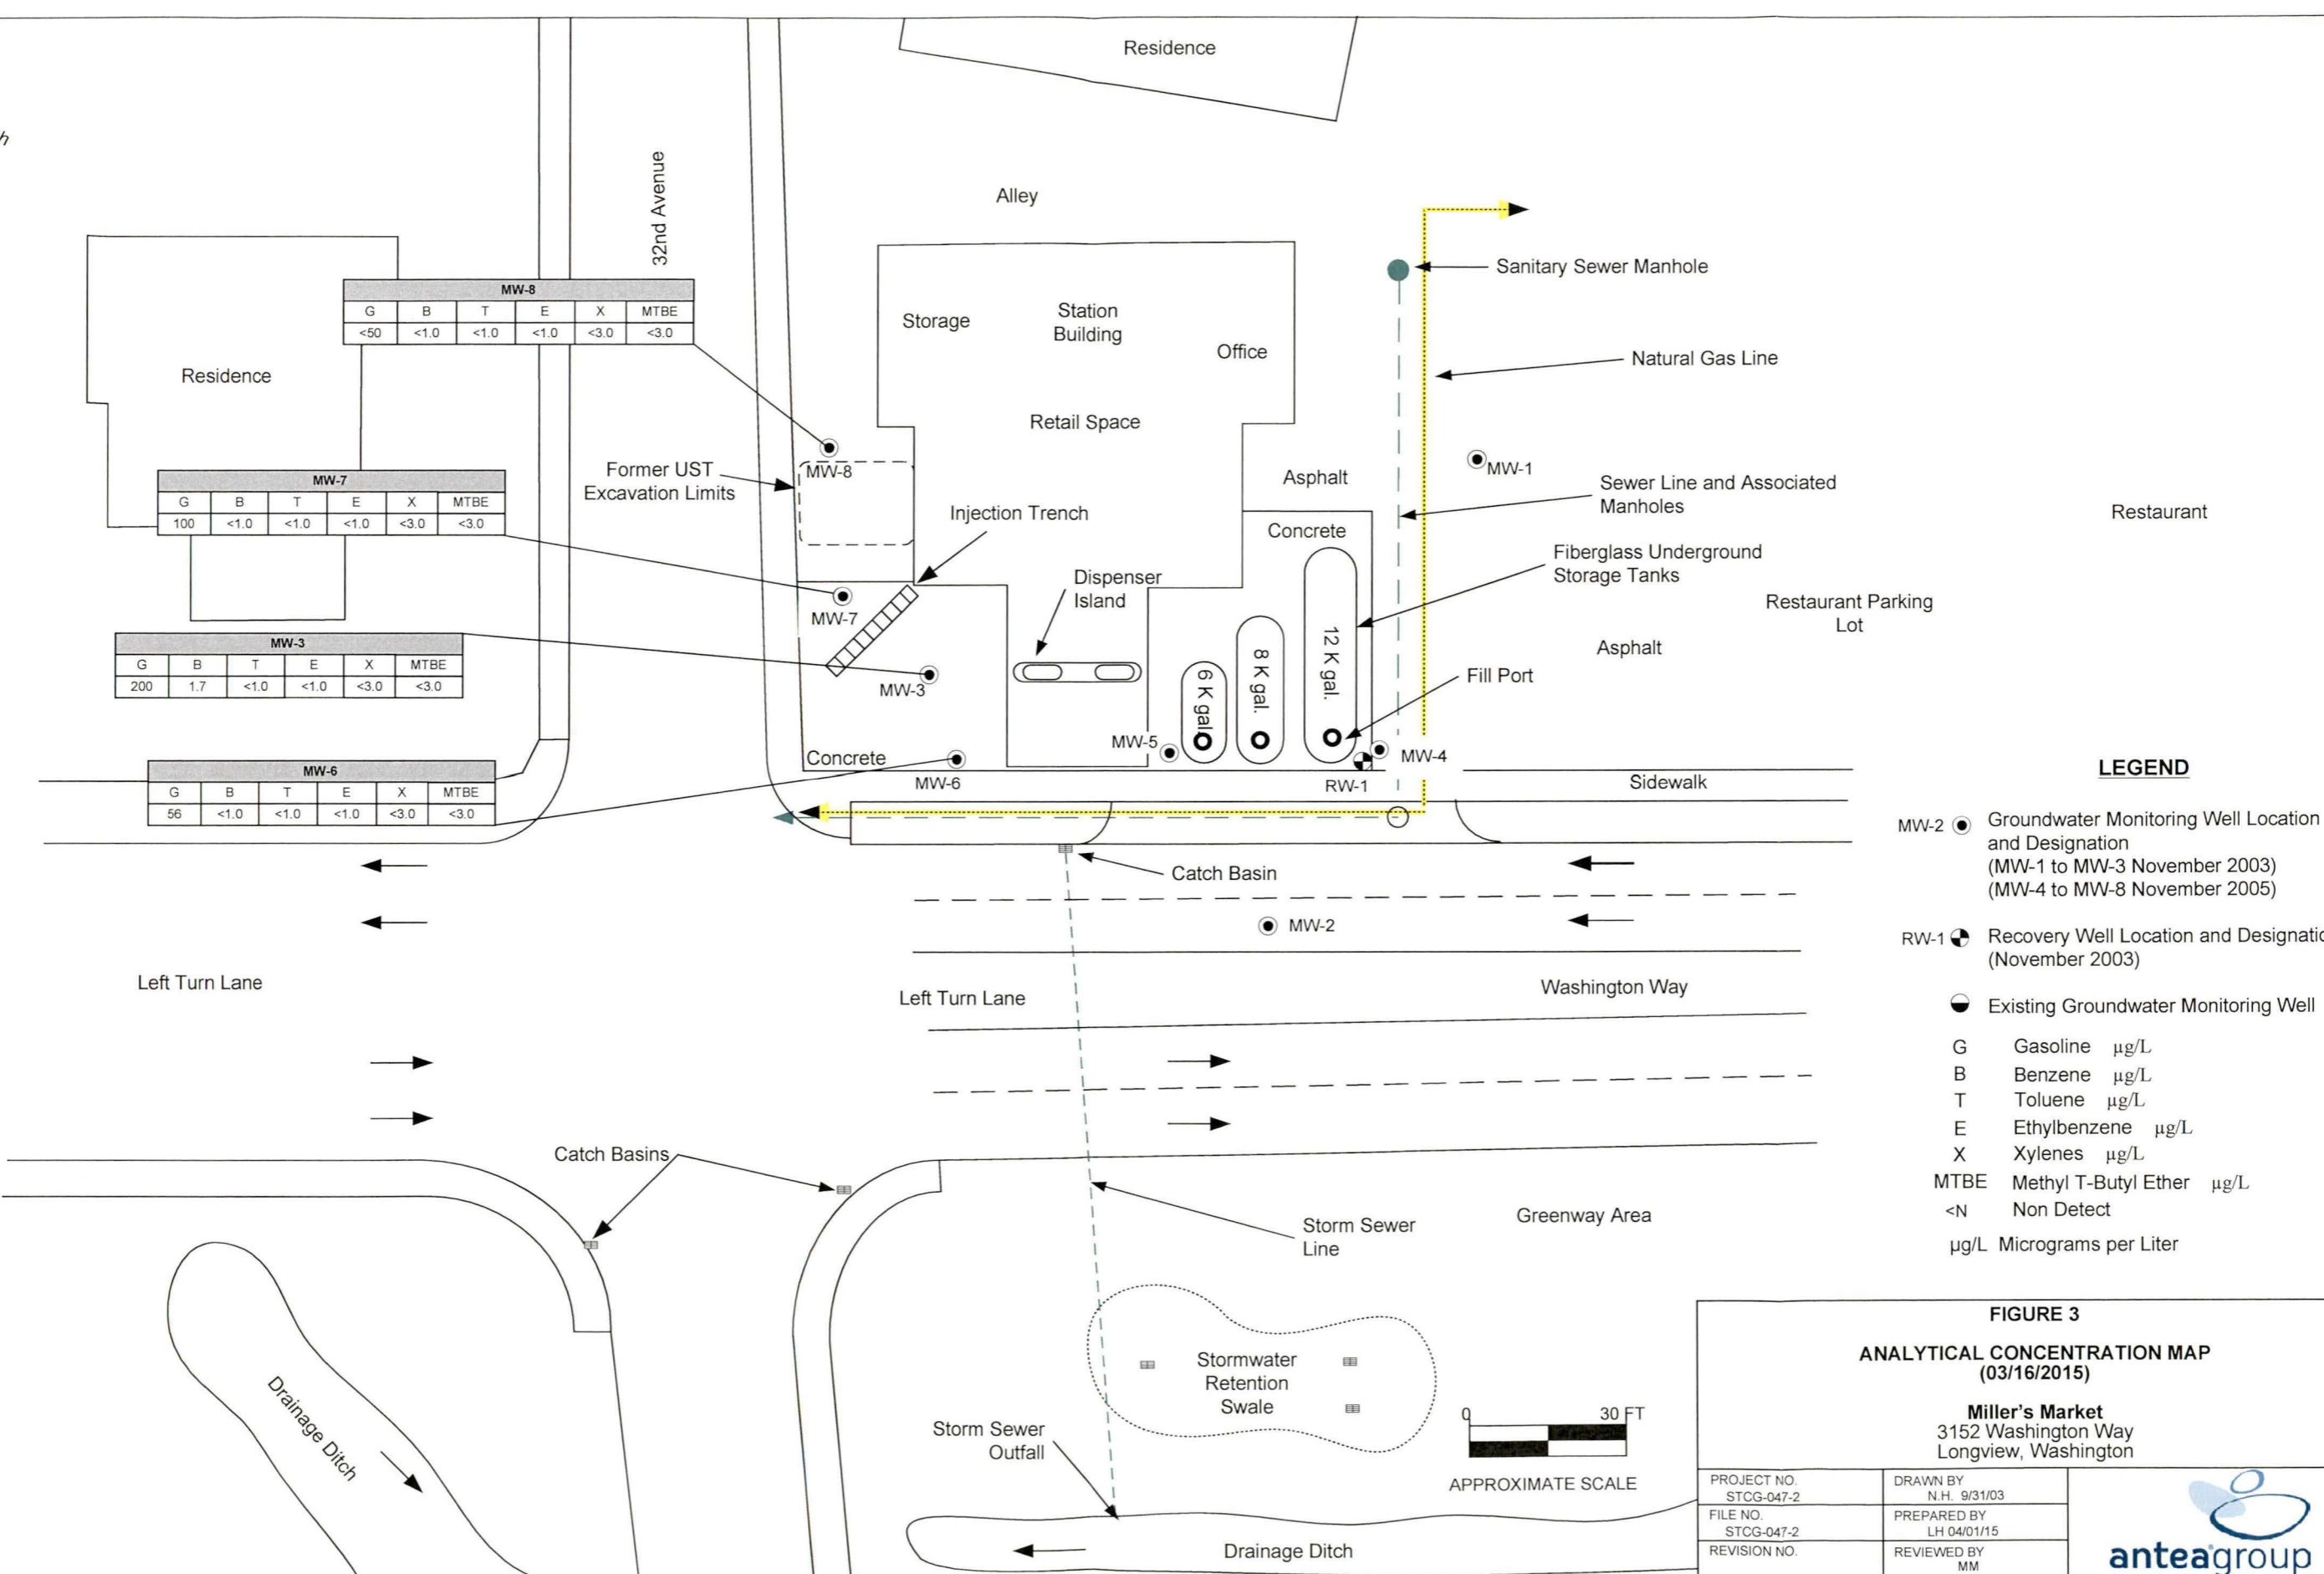 Residence
h
32nd Avenue
Alley
MW-8
G B T E X MTBE
<50 <1.0 <1.0 <1.0 <3.0 <3.0
Sanitary Sewer Manhole
Storage
Station
Building
Office
Natural Gas Line
Residence
Retail Space
MW-7
G B T E X MTBE
100 <1.0 <1.0 <1.0 <3.0 <3.0
Former UST
Excavation Limits
MW-8
Asphalt
MW-1
Sewer Line and Associated
Manholes
Restaurant
Injection Trench
Concrete
Fiberglass Underground
Storage Tanks
Dispenser
Island
Restaurant Parking
Lot
MW-7
MW-3
G B T E X MTBE
200 1.7 <1.0 <1.0 <3.0 <3.0
Asphalt
MW-3
6 K gal.
8 K gal.
12 K gal.
Fill Port
MW-5
MW-4
Concrete
MW-6
RW-1
Sidewalk
MW-6
G B T E X MTBE
56 <1.0 <1.0 <1.0 <3.0 <3.0
Catch Basin
MW-2
Left Turn Lane
Left Turn Lane
Washington Way
Catch Basins
Storm Sewer
Line
Greenway Area
Stormwater
Retention
Swale
Drainage Ditch
Storm Sewer
Outfall
Drainage Ditch
0 30 FT
APPROXIMATE SCALE
LEGEND
MW-2 Groundwater Monitoring Well Location
and Designation
(MW-1 to MW-3 November 2003)
(MW-4 to MW-8 November 2005)
RW-1 Recovery Well Location and Designatio
(November 2003)
Existing Groundwater Monitoring Well
G Gasoline µg/L
B Benzene µg/L
T Toluene µg/L
E Ethylbenzene µg/L
X Xylenes µg/L
MTBE Methyl T-Butyl Ether µg/L
<N Non Detect
µg/L Micrograms per Liter
FIGURE 3
ANALYTICAL CONCENTRATION MAP
(03/16/2015)
Miller's Market
3152 Washington Way
Longview, Washington
PROJECT NO.
STCG-047-2
DRAWN BY
N.H. 9/31/03
FILE NO.
STCG-047-2
PREPARED BY
LH 04/01/15
REVISION NO.
REVIEWED BY
MM
anteagroup